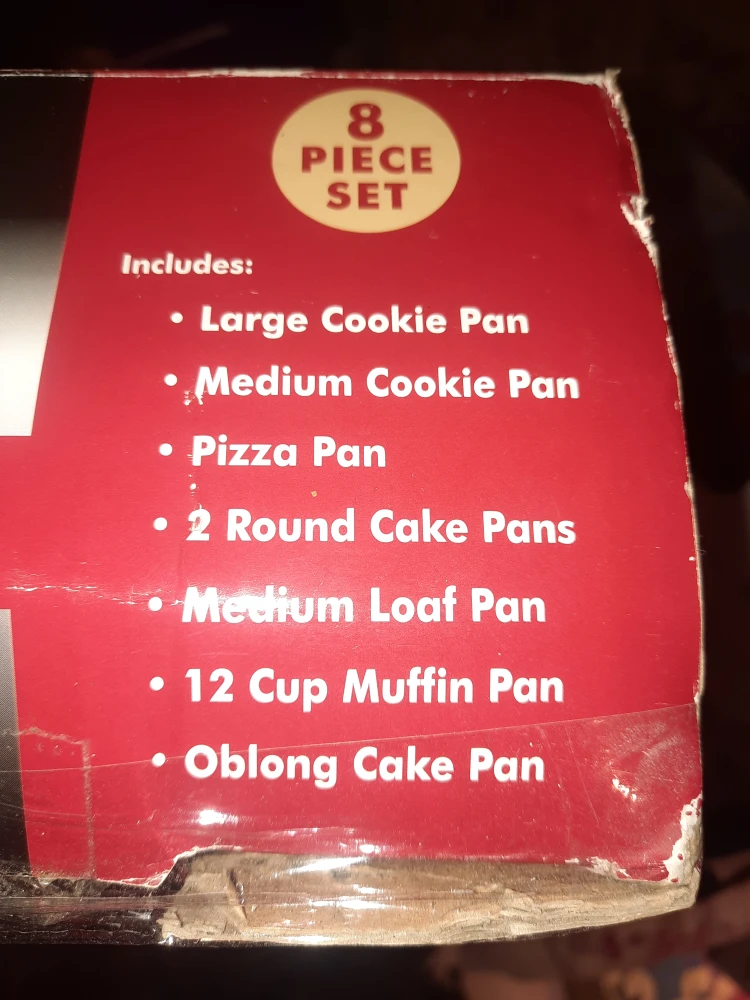 8
PIECE
SET
Includes:
• Large Cookie Pan
• Medium Cookie Pan
• Pizza Pan
• 2 Round Cake Pans
• Medium Loaf Pan
• 12 Cup Muffin Pan
• Oblong Cake Pan